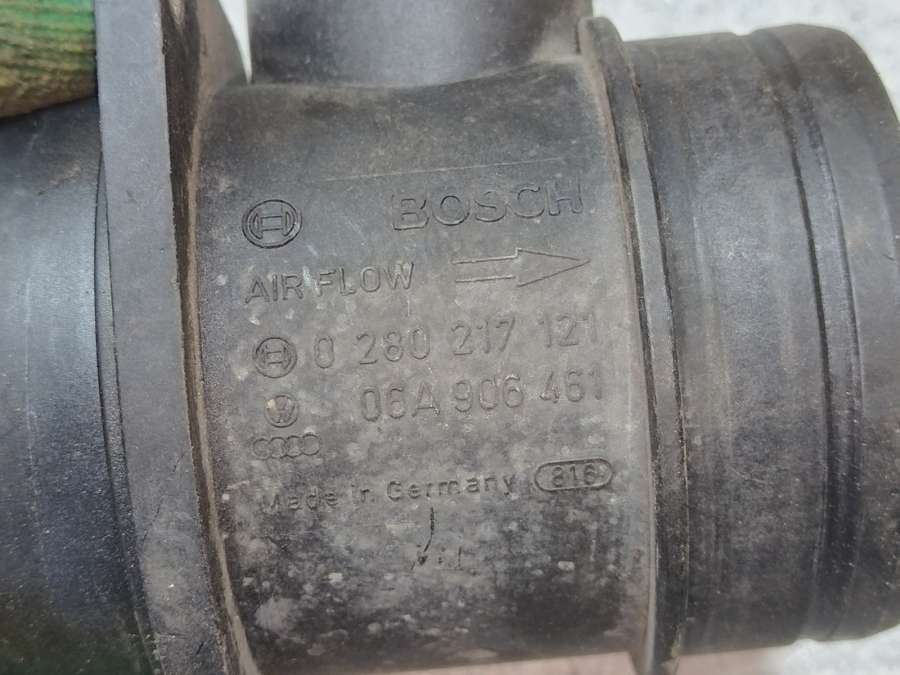 BOSCH
AIR FLOW
0 280 217 121
06A 906 461
Made in Germany 816